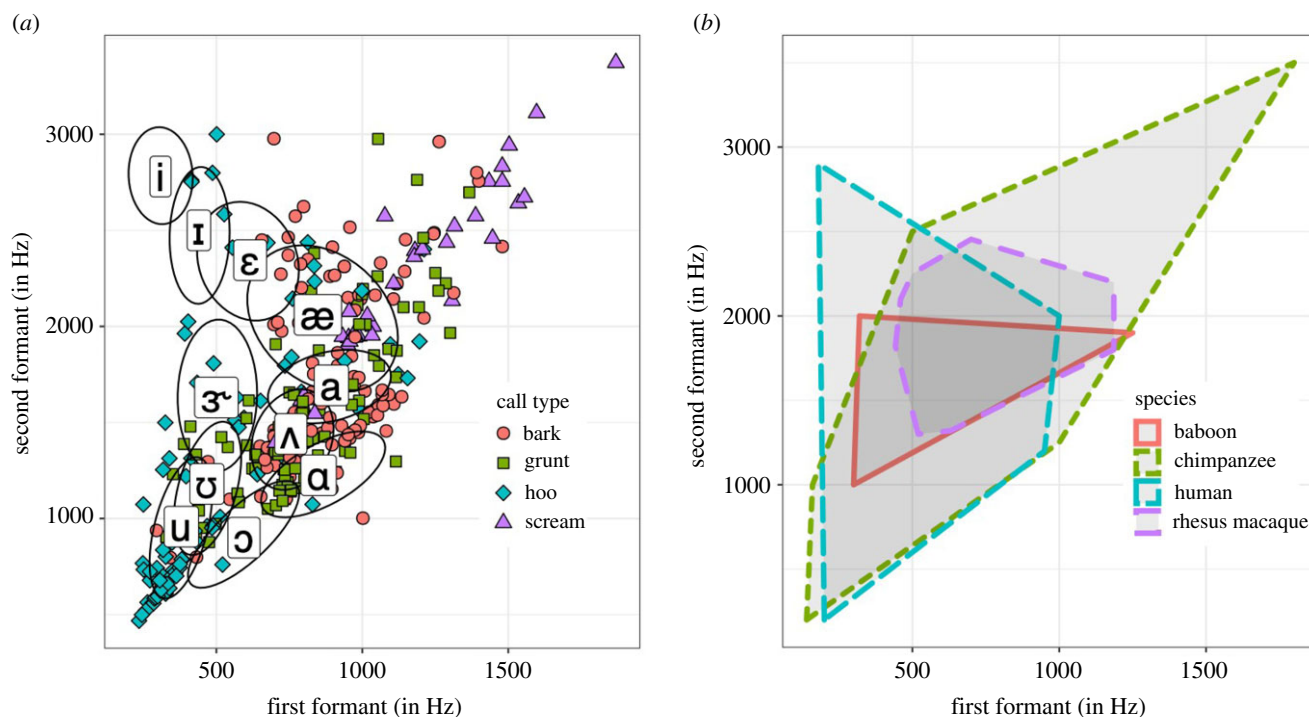 (a)
3000
2000
1000
500
1000
1500
second formant (in Hz)
first formant (in Hz)
i
ɪ
ɛ
æ
ɝ
a
ʌ
ʊ
ɑ
u
ɔ
call type
bark
grunt
hoo
scream
(b)
3000
2000
1000
500
1000
1500
second formant (in Hz)
first formant (in Hz)
species
baboon
chimpanzee
human
rhesus macaque